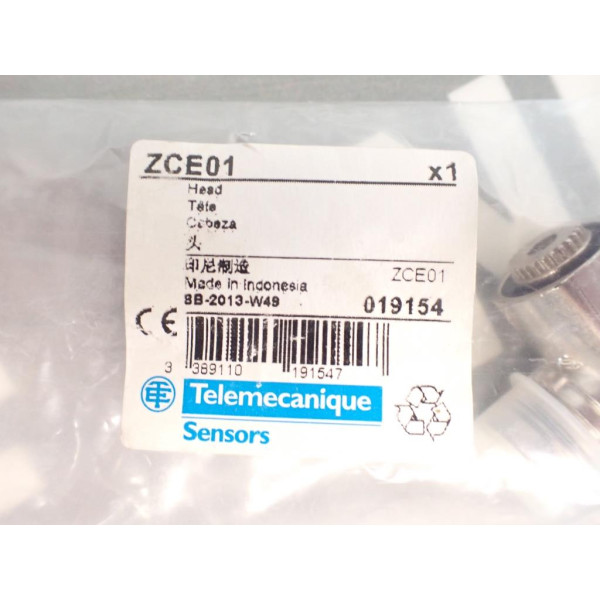 ZCE01 x1
Head
Tête
Cabeza
头
印尼制造 ZCE01
Made in Indonesia
8B-2013-W49 019154
CE
3 389110 191547
Telemecanique
Sensors